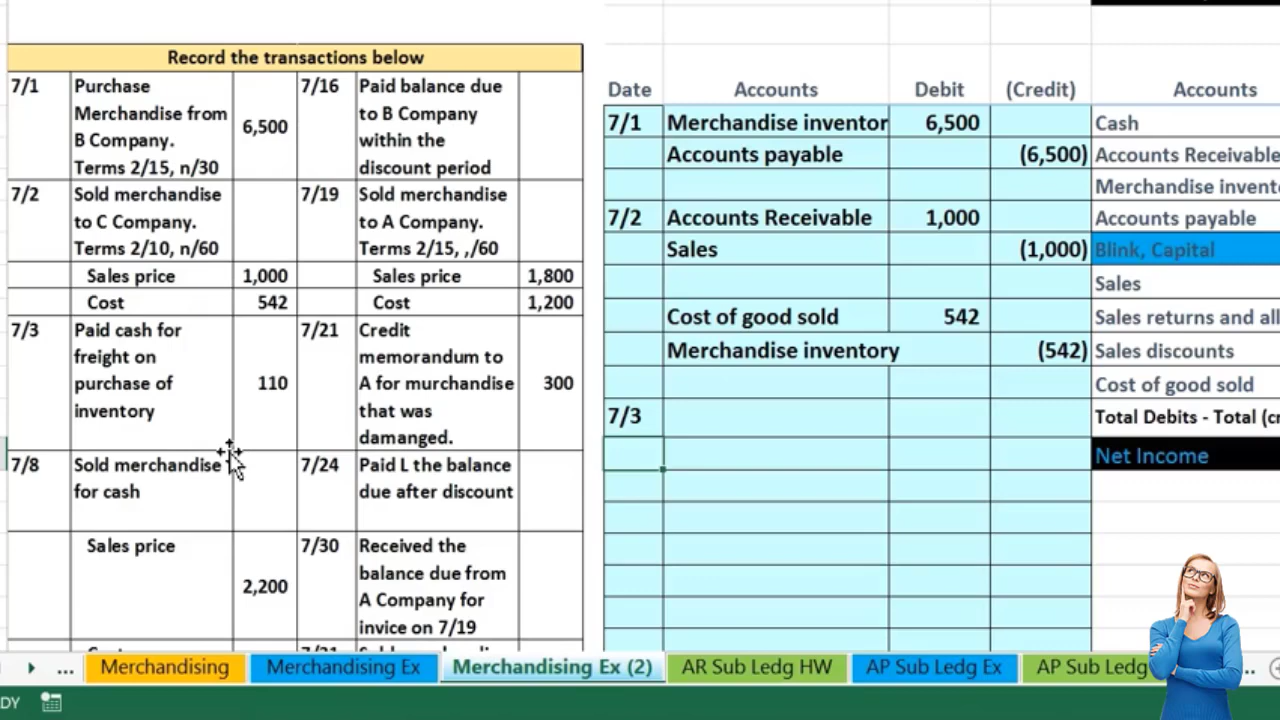 Record the transactions below
7/1 Purchase 7/16 Paid balance due
Merchandise from to B Company
B Company. 6,500 within the
Terms 2/15, n/30 discount period
7/2 Sold merchandise 7/19 Sold merchandise
to C Company. to A Company.
Terms 2/10, n/60 Terms 2/15, ,/60
Sales price 1,000 Sales price 1,800
Cost 542 Cost 1,200
7/3 Paid cash for 7/21 Credit
freight on memorandum to
purchase of 110 A for murchandise 300
inventory that was
damanged.
7/8 Sold merchandise 7/24 Paid L the balance
for cash due after discount
Sales price 7/30 Received the
2,200 balance due from
A Company for
invice on 7/19
Date Accounts Debit (Credit) Accounts
7/1 Merchandise inventor 6,500 Cash
Accounts payable (6,500) Accounts Receivable
Merchandise invento
7/2 Accounts Receivable 1,000 Accounts payable
Sales (1,000) Blink, Capital
Sales
Cost of good sold 542 Sales returns and all
Merchandise inventory (542) Sales discounts
Cost of good sold
7/3 Total Debits - Total (cr
Net Income
... Merchandising Merchandising Ex Merchandising Ex (2) AR Sub Ledg HW AP Sub Ledg Ex AP Sub Ledg ...
DY